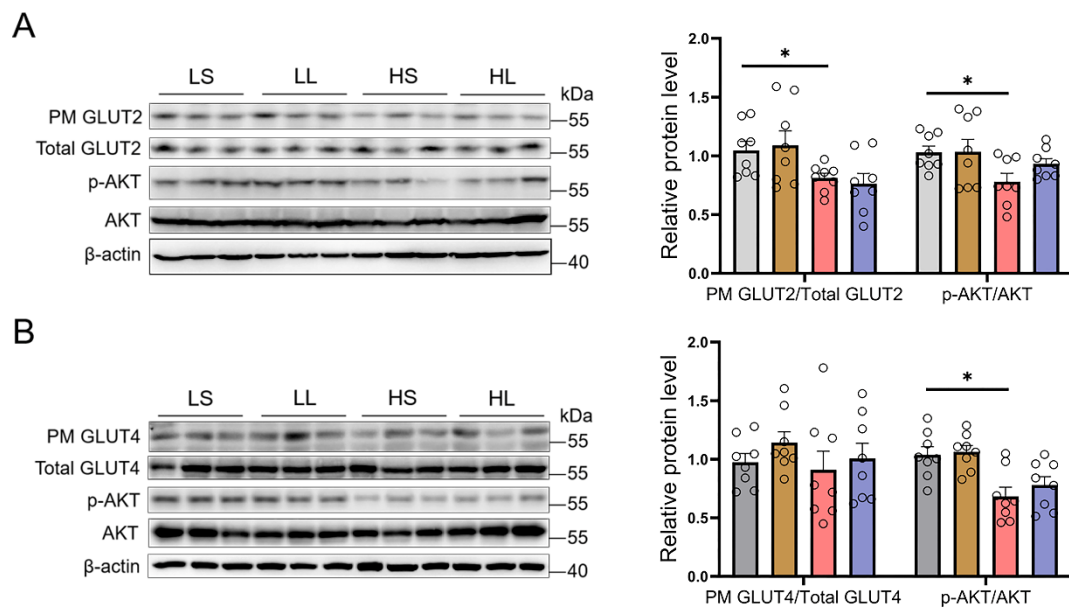 A
LS LL HS HL
kDa
PM GLUT2 55
Total GLUT2 55
p-AKT 55
AKT 55
β-actin 40
Relative protein level
2.0
1.5
1.0
0.5
0.0
* *
PM GLUT2/Total GLUT2 p-AKT/AKT
B
LS LL HS HL
kDa
PM GLUT4 55
Total GLUT4 55
p-AKT 55
AKT 55
β-actin 40
Relative protein level
2.0
1.5
1.0
0.5
0.0
*
PM GLUT4/Total GLUT4 p-AKT/AKT